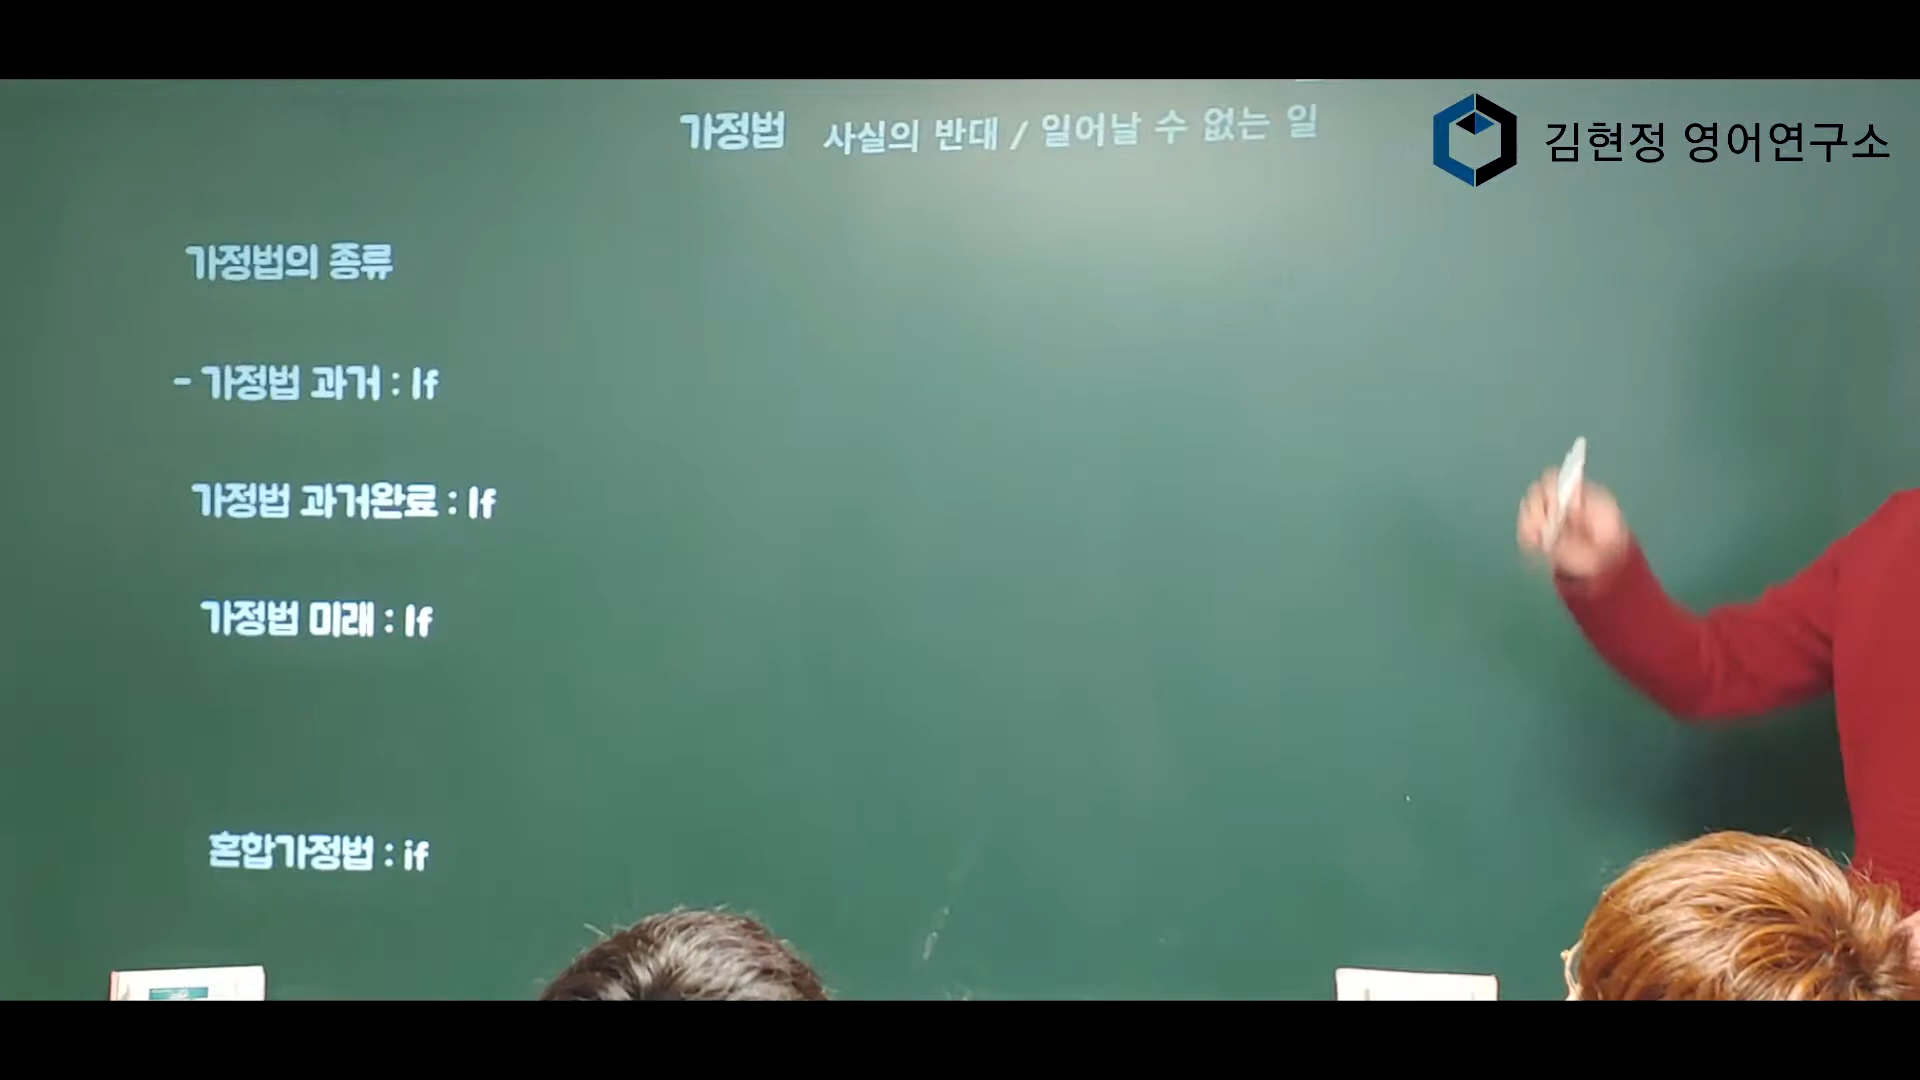 가정법 사실의 반대 / 일어날 수 없는 일
김현정 영어연구소
가정법의 종류
- 가정법 과거 : If
가정법 과거완료 : If
가정법 미래 : If
혼합가정법 : if